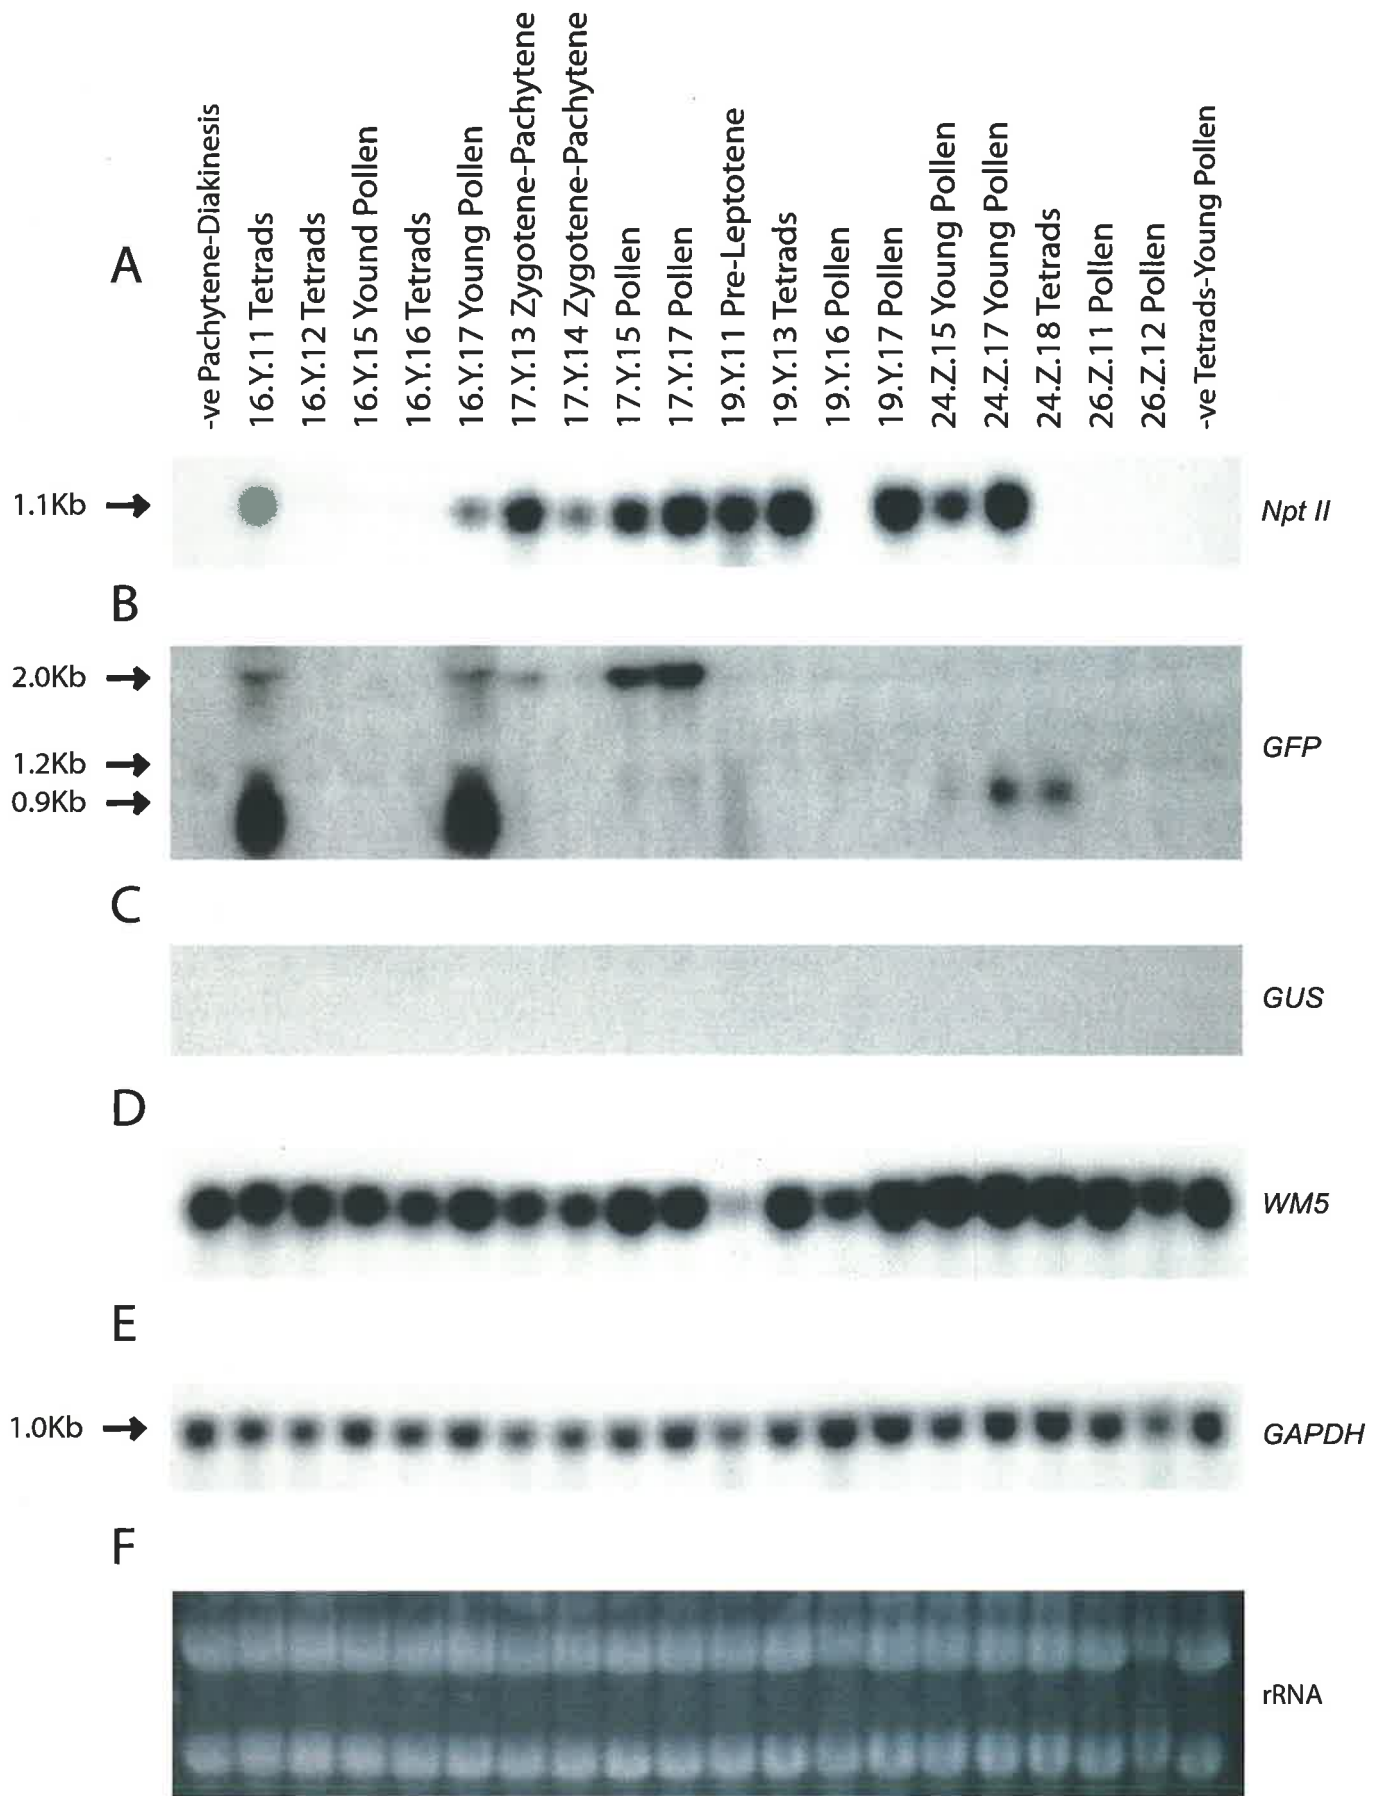 A
-ve Pachytene-Diakinesis
16.Y.11 Tetrads
16.Y.12 Tetrads
16.Y.15 Yound Pollen
16.Y.16 Tetrads
16.Y.17 Young Pollen
17.Y.13 Zygotene-Pachytene
17.Y.14 Zygotene-Pachytene
17.Y.15 Pollen
17.Y.17 Pollen
19.Y.11 Pre-Leptotene
19.Y.13 Tetrads
19.Y.16 Pollen
19.Y.17 Pollen
24.Z.15 Young Pollen
24.Z.17 Young Pollen
24.Z.18 Tetrads
26.Z.11 Pollen
26.Z.12 Pollen
-ve Tetrads-Young Pollen
1.1Kb
Npt II
B
2.0Kb
1.2Kb
0.9Kb
GFP
C
GUS
D
WM5
E
1.0Kb
GAPDH
F
rRNA